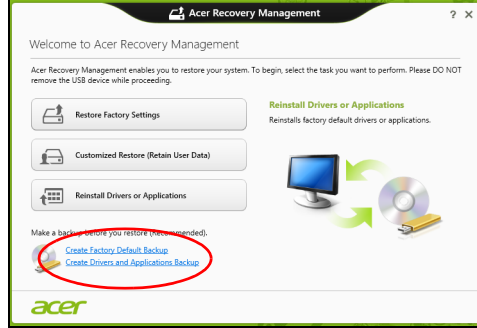 Acer Recovery Management
? X
Welcome to Acer Recovery Management
Acer Recovery Management enables you to restore your system. To begin, select the task you want to perform. Please DO NOT
remove the USB device while proceeding.
Restore Factory Settings
Customized Restore (Retain User Data)
Reinstall Drivers or Applications
Reinstall Drivers or Applications
Reinstalls factory default drivers or applications.
Make a backup before you restore (Recommended).
Create Factory Default Backup
Create Drivers and Applications Backup
acer